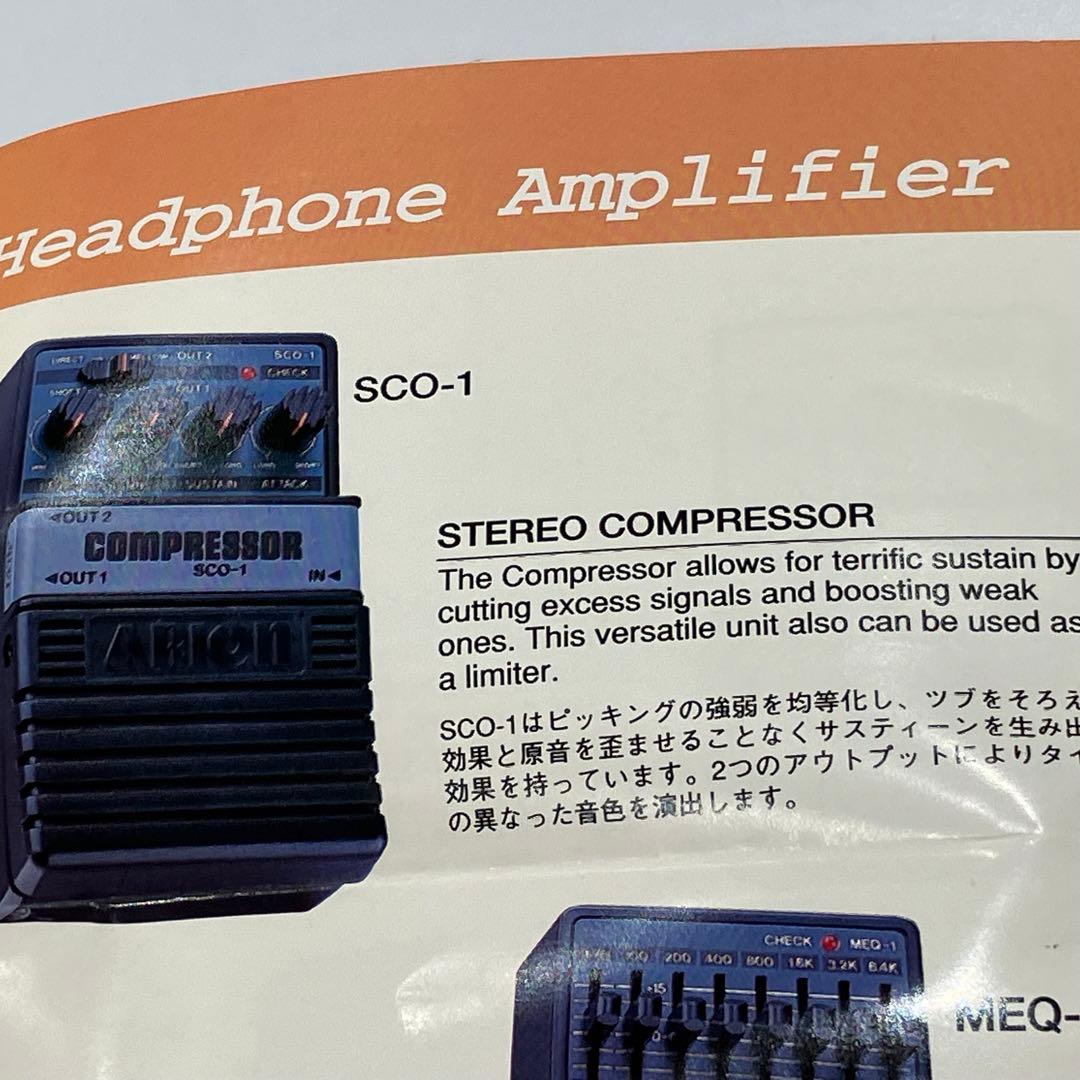 Headphone Amplifier
OUT 2 SCO-1
CHECK
OUT 1
SUSTAIN ATTACK
◄OUT 2
COMPRESSOR
SCO-1
◄OUT 1 IN◄
ARION
SCO-1
STEREO COMPRESSOR
The Compressor allows for terrific sustain by
cutting excess signals and boosting weak
ones. This versatile unit also can be used as
a limiter.
SCO-1はピッキングの強弱を均等化し、ツブをそろえ
効果と原音を歪ませることなくサスティーンを生み出
効果を持っています。2つのアウトプットによりタイ
の異なった音色を演出します。
CHECK MEQ-1
100 200 400 800 1.6K 3.2K 6.4K
+15
MEQ-